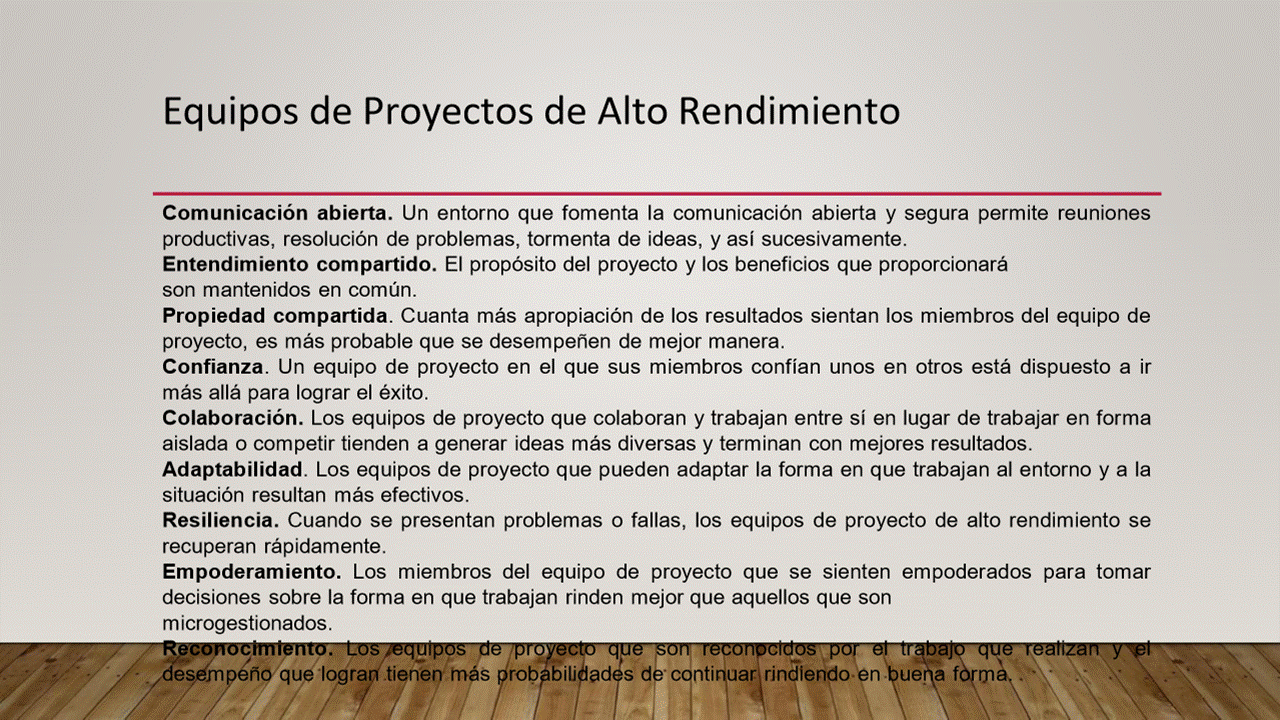 Equipos de Proyectos de Alto Rendimiento
Comunicación abierta. Un entorno que fomenta la comunicación abierta y segura permite reuniones
productivas, resolución de problemas, tormenta de ideas, y así sucesivamente.
Entendimiento compartido. El propósito del proyecto y los beneficios que proporcionará
son mantenidos en común.
Propiedad compartida. Cuanta más apropiación de los resultados sientan los miembros del equipo de
proyecto, es más probable que se desempeñen de mejor manera.
Confianza. Un equipo de proyecto en el que sus miembros confían unos en otros está dispuesto a ir
más allá para lograr el éxito.
Colaboración. Los equipos de proyecto que colaboran y trabajan entre sí en lugar de trabajar en forma
aislada o competir tienden a generar ideas más diversas y terminan con mejores resultados.
Adaptabilidad. Los equipos de proyecto que pueden adaptar la forma en que trabajan al entorno y a la
situación resultan más efectivos.
Resiliencia. Cuando se presentan problemas o fallas, los equipos de proyecto de alto rendimiento se
recuperan rápidamente.
Empoderamiento. Los miembros del equipo de proyecto que se sienten empoderados para tomar
decisiones sobre la forma en que trabajan rinden mejor que aquellos que son
microgestionados.
Reconocimiento. Los equipos de proyecto que son reconocidos por el trabajo que realizan y el
desempeño que logran tienen más probabilidades de continuar rindiendo en buena forma. .